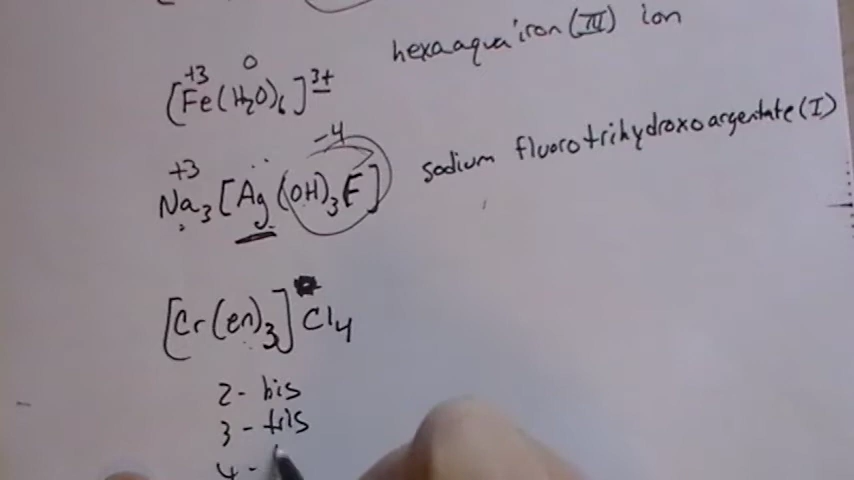 hexaaquairon (III) ion
+3 0
[Fe(H₂O)₆]³⁺
-4
+3
Na₃[Ag(OH)₃F] sodium fluorotrihydroxoargentate(I)
[Cr(en)₃]Cl₄
2- bis
3- tris
4-